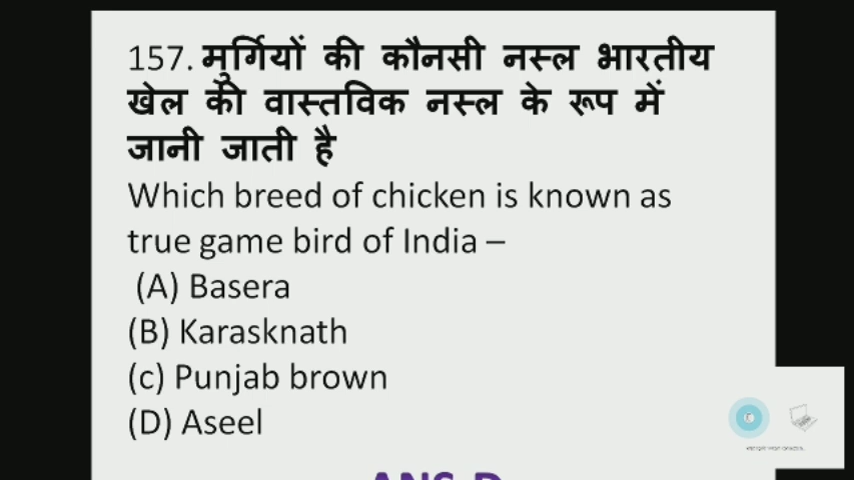 157. मुर्गियों की कौनसी नस्ल भारतीय
खेल की वास्तविक नस्ल के रूप में
जानी जाती है
Which breed of chicken is known as
true game bird of India –
(A) Basera
(B) Karasknath
(c) Punjab brown
(D) Aseel
ANS-D